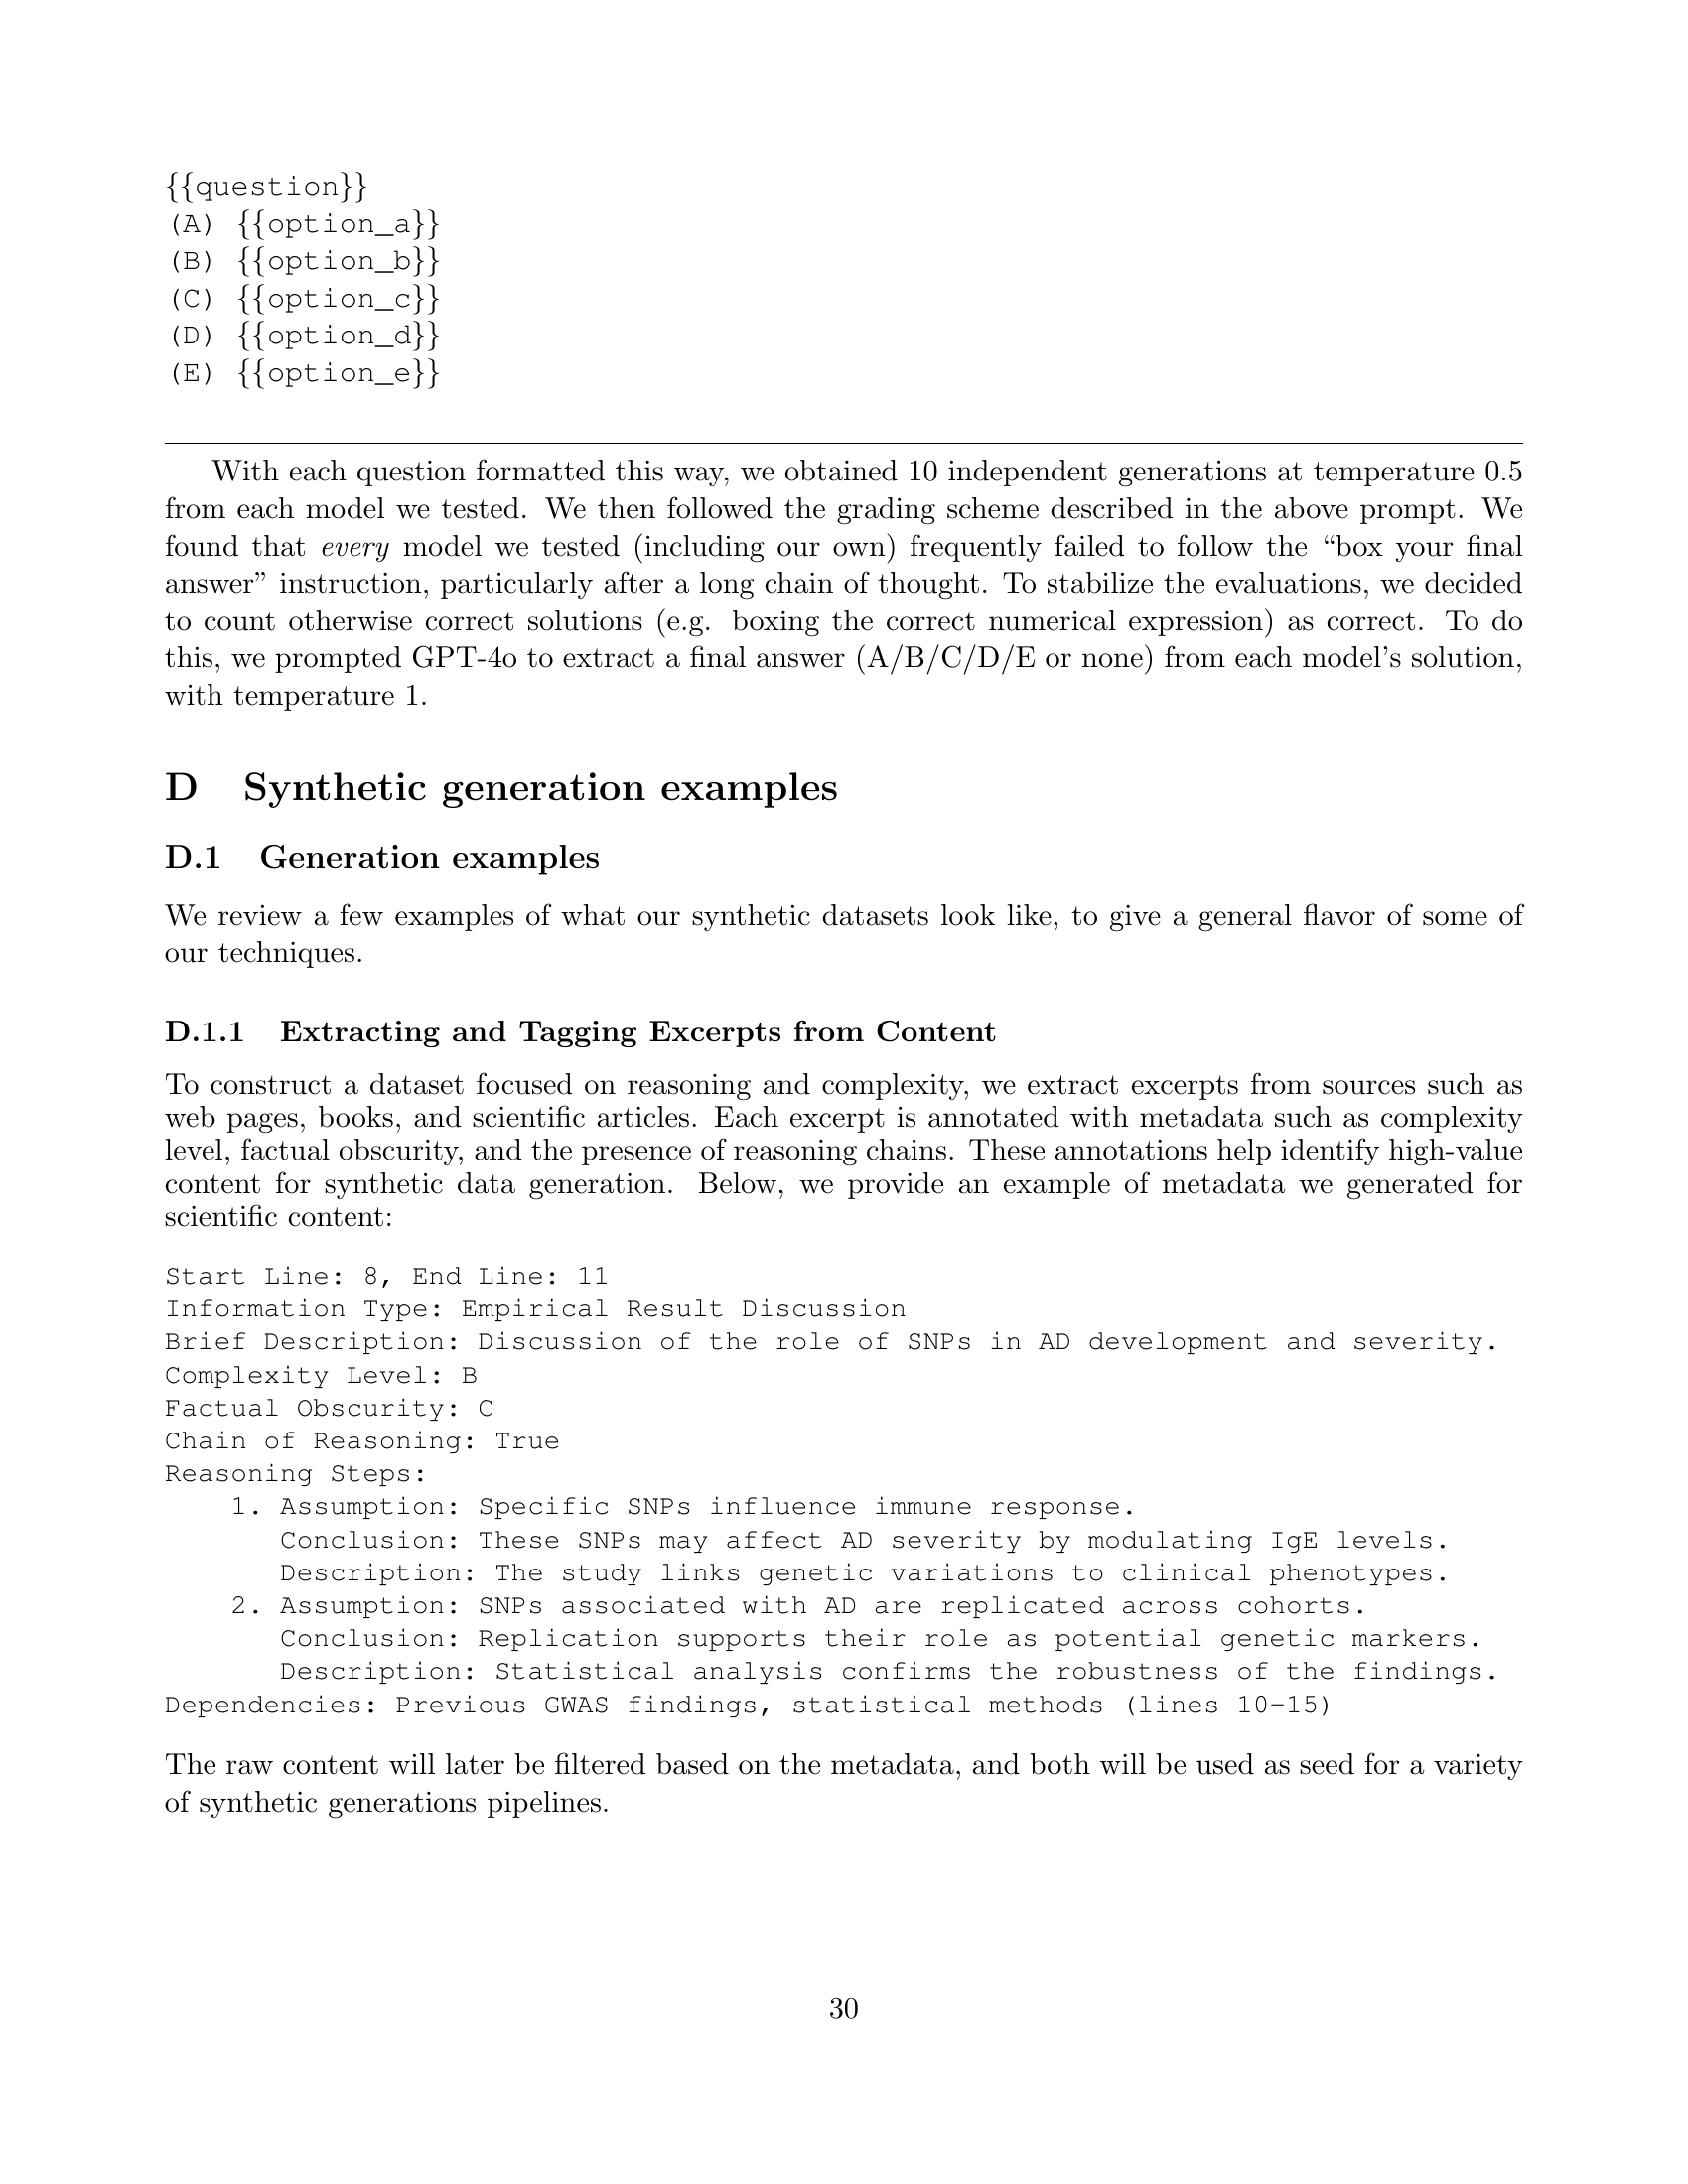 {{question}}
(A) {{option_a}}
(B) {{option_b}}
(C) {{option_c}}
(D) {{option_d}}
(E) {{option_e}}
With each question formatted this way, we obtained 10 independent generations at temperature 0.5
from each model we tested. We then followed the grading scheme described in the above prompt. We
found that every model we tested (including our own) frequently failed to follow the “box your final
answer” instruction, particularly after a long chain of thought. To stabilize the evaluations, we decided
to count otherwise correct solutions (e.g. boxing the correct numerical expression) as correct. To do
this, we prompted GPT-4o to extract a final answer (A/B/C/D/E or none) from each model’s solution,
with temperature 1.
D Synthetic generation examples
D.1 Generation examples
We review a few examples of what our synthetic datasets look like, to give a general flavor of some of
our techniques.
D.1.1 Extracting and Tagging Excerpts from Content
To construct a dataset focused on reasoning and complexity, we extract excerpts from sources such as
web pages, books, and scientific articles. Each excerpt is annotated with metadata such as complexity
level, factual obscurity, and the presence of reasoning chains. These annotations help identify high-value
content for synthetic data generation. Below, we provide an example of metadata we generated for
scientific content:
Start Line: 8, End Line: 11
Information Type: Empirical Result Discussion
Brief Description: Discussion of the role of SNPs in AD development and severity.
Complexity Level: B
Factual Obscurity: C
Chain of Reasoning: True
Reasoning Steps:
1. Assumption: Specific SNPs influence immune response.
Conclusion: These SNPs may affect AD severity by modulating IgE levels.
Description: The study links genetic variations to clinical phenotypes.
2. Assumption: SNPs associated with AD are replicated across cohorts.
Conclusion: Replication supports their role as potential genetic markers.
Description: Statistical analysis confirms the robustness of the findings.
Dependencies: Previous GWAS findings, statistical methods (lines 10-15)
The raw content will later be filtered based on the metadata, and both will be used as seed for a variety
of synthetic generations pipelines.
30